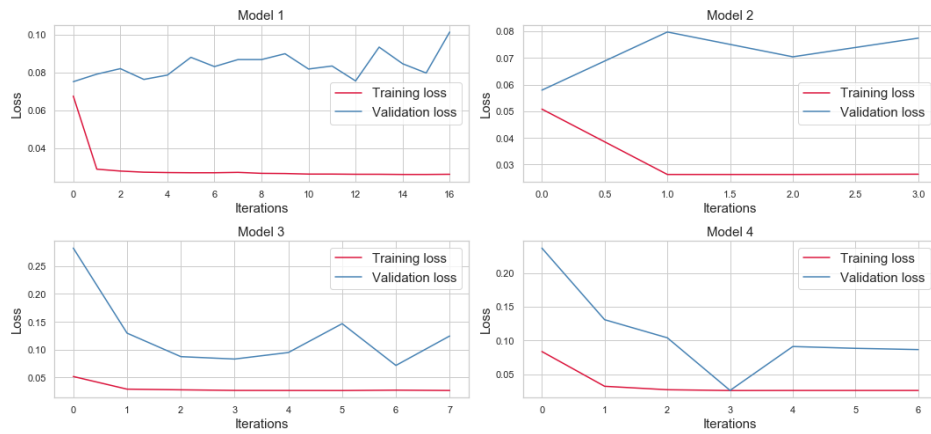 Model 1
Loss
0.10
0.08
0.06
0.04
Training loss
Validation loss
0 2 4 6 8 10 12 14 16
Iterations
Model 2
Loss
0.08
0.07
0.06
0.05
0.04
0.03
Training loss
Validation loss
0.0 0.5 1.0 1.5 2.0 2.5 3.0
Iterations
Model 3
Loss
0.25
0.20
0.15
0.10
0.05
Training loss
Validation loss
0 1 2 3 4 5 6 7
Iterations
Model 4
Loss
0.20
0.15
0.10
0.05
Training loss
Validation loss
0 1 2 3 4 5 6
Iterations